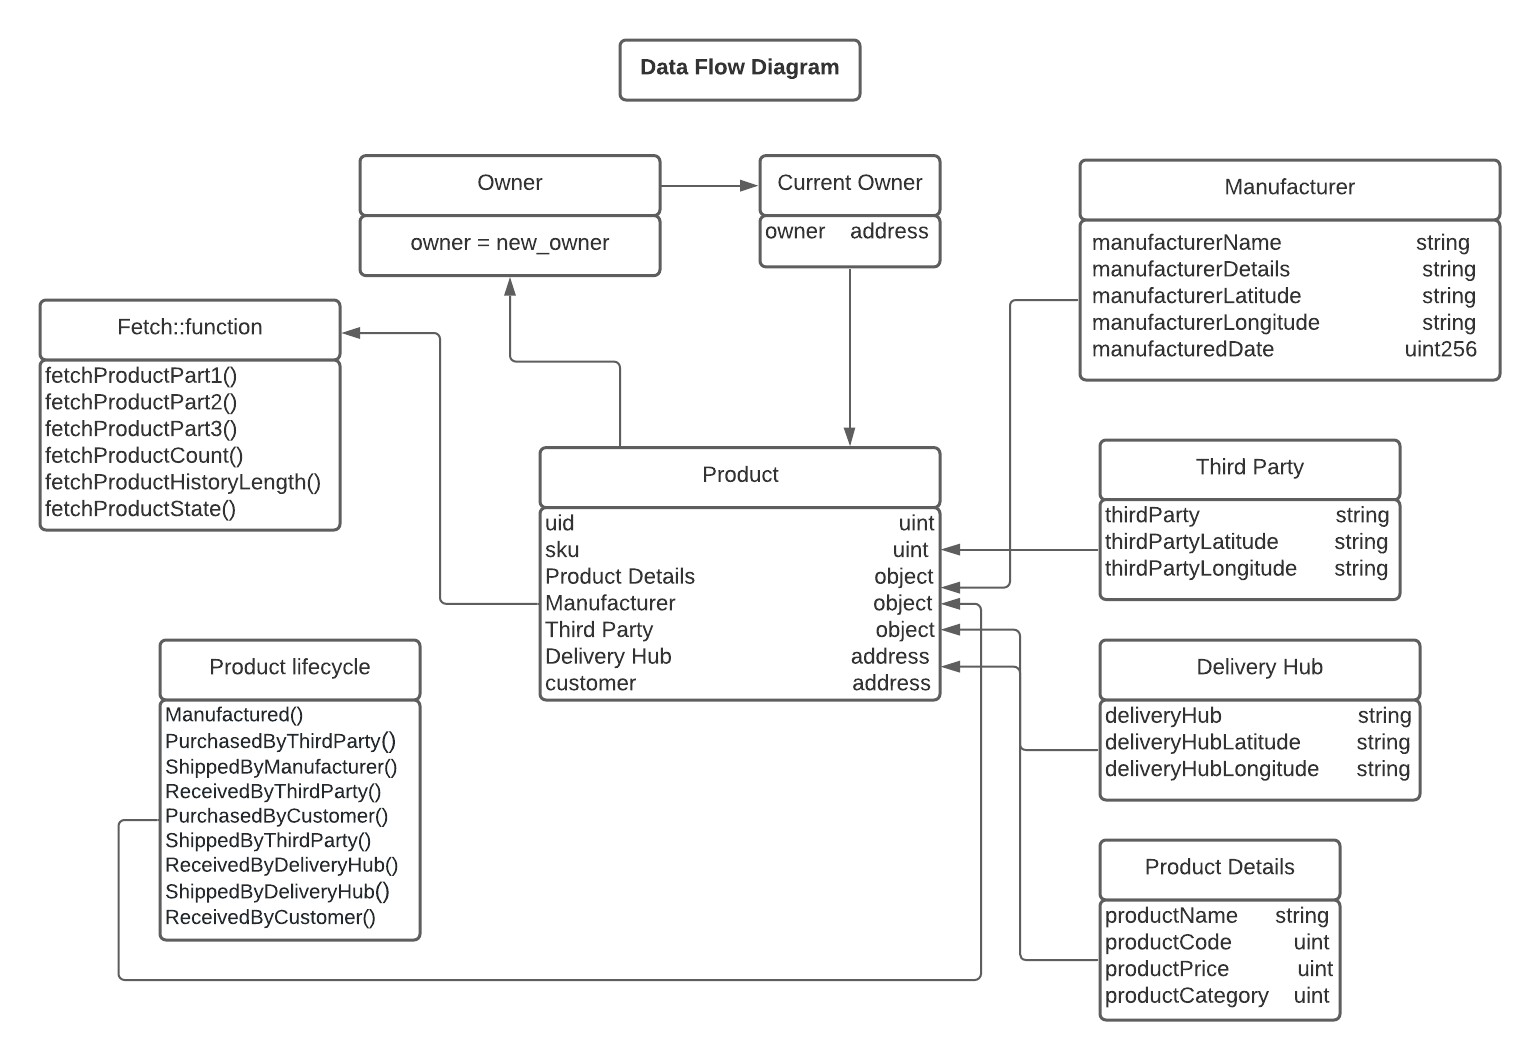 Data Flow Diagram
Owner
owner = new_owner
Current Owner
owner address
Manufacturer
manufacturerName string
manufacturerDetails string
manufacturerLatitude string
manufacturerLongitude string
manufacturedDate uint256
Fetch::function
fetchProductPart1()
fetchProductPart2()
fetchProductPart3()
fetchProductCount()
fetchProductHistoryLength()
fetchProductState()
Product
uid uint
sku uint
Product Details object
Manufacturer object
Third Party object
Delivery Hub address
customer address
Third Party
thirdParty string
thirdPartyLatitude string
thirdPartyLongitude string
Product lifecycle
Manufactured()
PurchasedByThirdParty()
ShippedByManufacturer()
ReceivedByThirdParty()
PurchasedByCustomer()
ShippedByThirdParty()
ReceivedByDeliveryHub()
ShippedByDeliveryHub()
ReceivedByCustomer()
Delivery Hub
deliveryHub string
deliveryHubLatitude string
deliveryHubLongitude string
Product Details
productName string
productCode uint
productPrice uint
productCategory uint